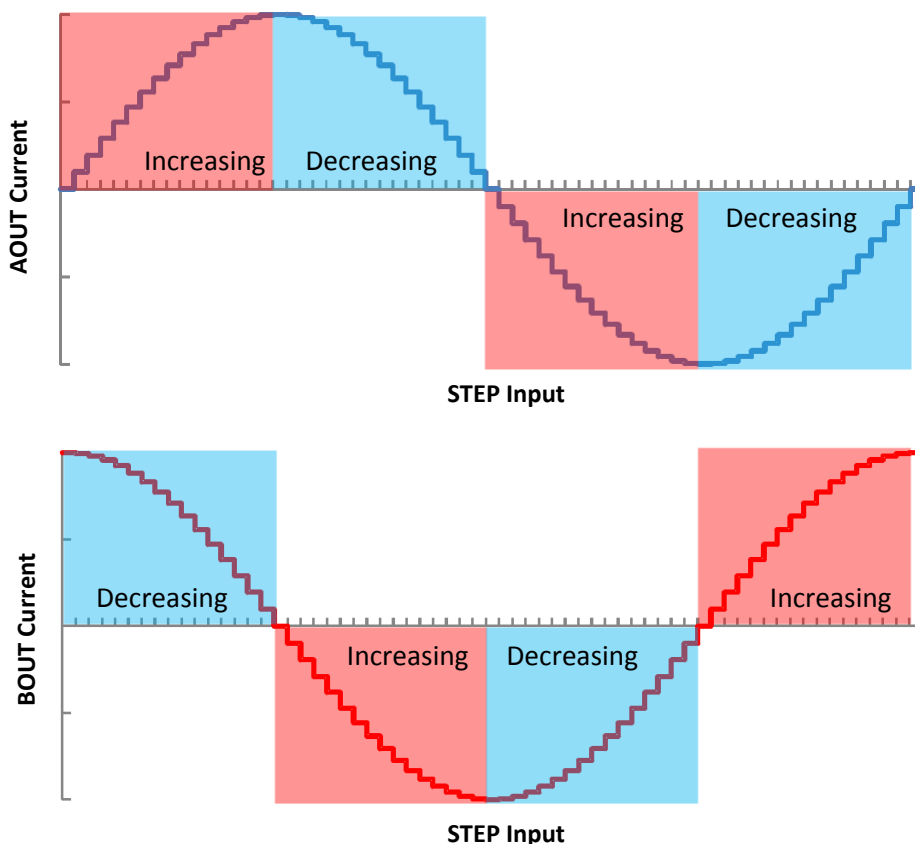 AOUT Current
Increasing
Decreasing
Increasing
Decreasing
STEP Input
BOUT Current
Decreasing
Increasing
Increasing
Decreasing
STEP Input